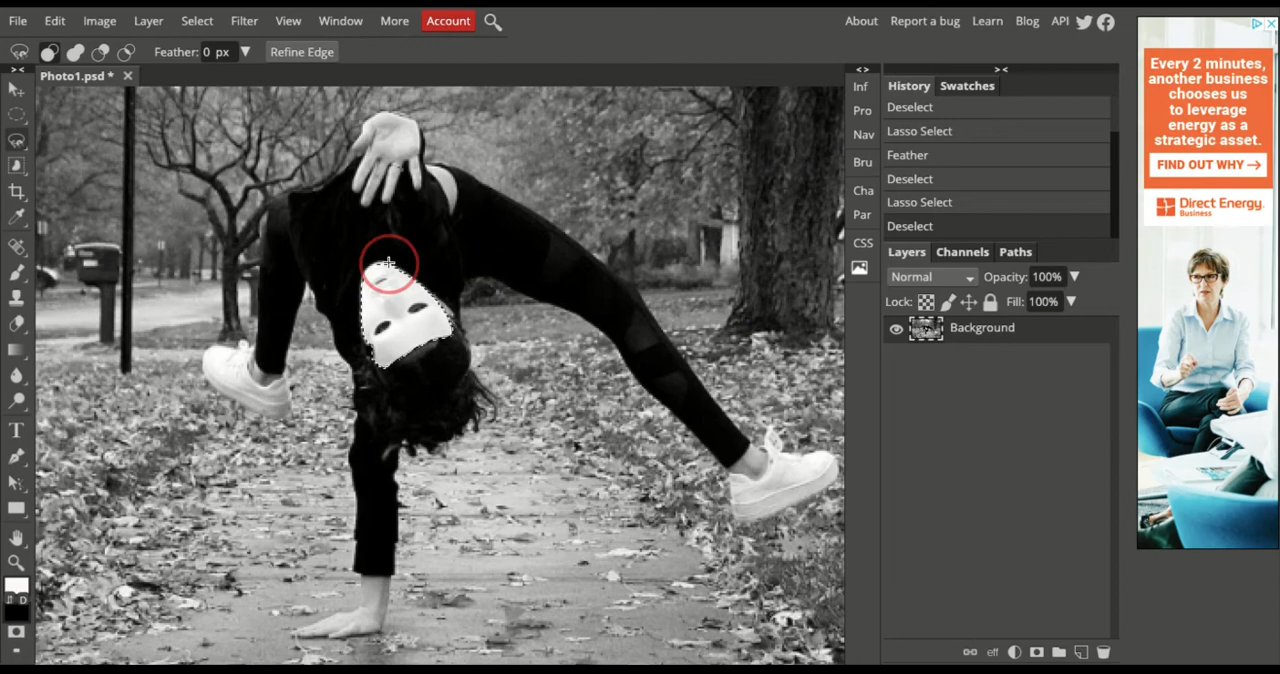 File Edit Image Layer Select Filter View Window More Account About Report a bug Learn Blog API
Feather: 0 px Refine Edge
Photo1.psd *
Inf
Pro
Nav
Bru
Cha
Par
CSS
History Swatches
Deselect
Lasso Select
Feather
Deselect
Lasso Select
Deselect
Layers Channels Paths
Normal Opacity: 100%
Lock: Fill: 100%
Background
eff
D
Every 2 minutes,
another business
chooses us
to leverage
energy as a
strategic asset.
FIND OUT WHY
Direct Energy.
Business